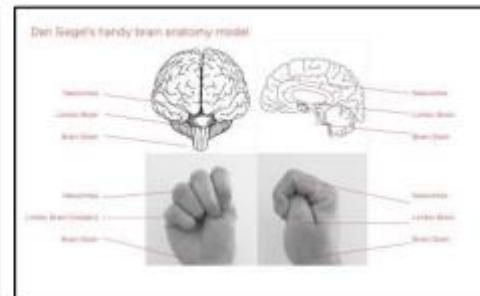 Dan Siegel's handy brain anatomy model
Neocortex
Limbic Brain
Brain Stem
Neocortex
Limbic Brain
Brain Stem
Neocortex
Limbic Brain (hidden)
Brain Stem
Neocortex
Limbic Brain
Brain Stem